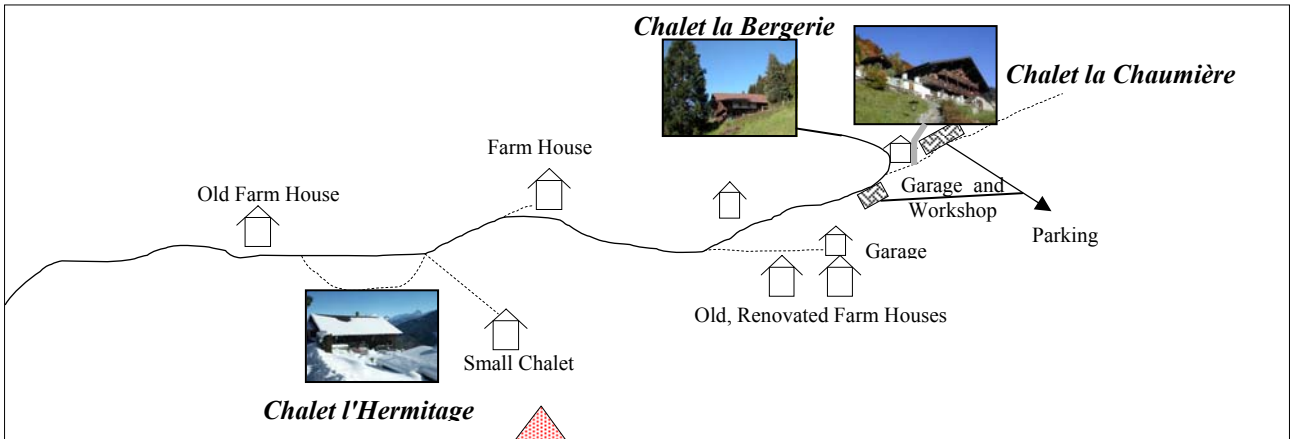 Chalet la Bergerie
Chalet la Chaumière
Farm House
Old Farm House
Garage and
Workshop
Parking
Garage
Old, Renovated Farm Houses
Small Chalet
Chalet l'Hermitage